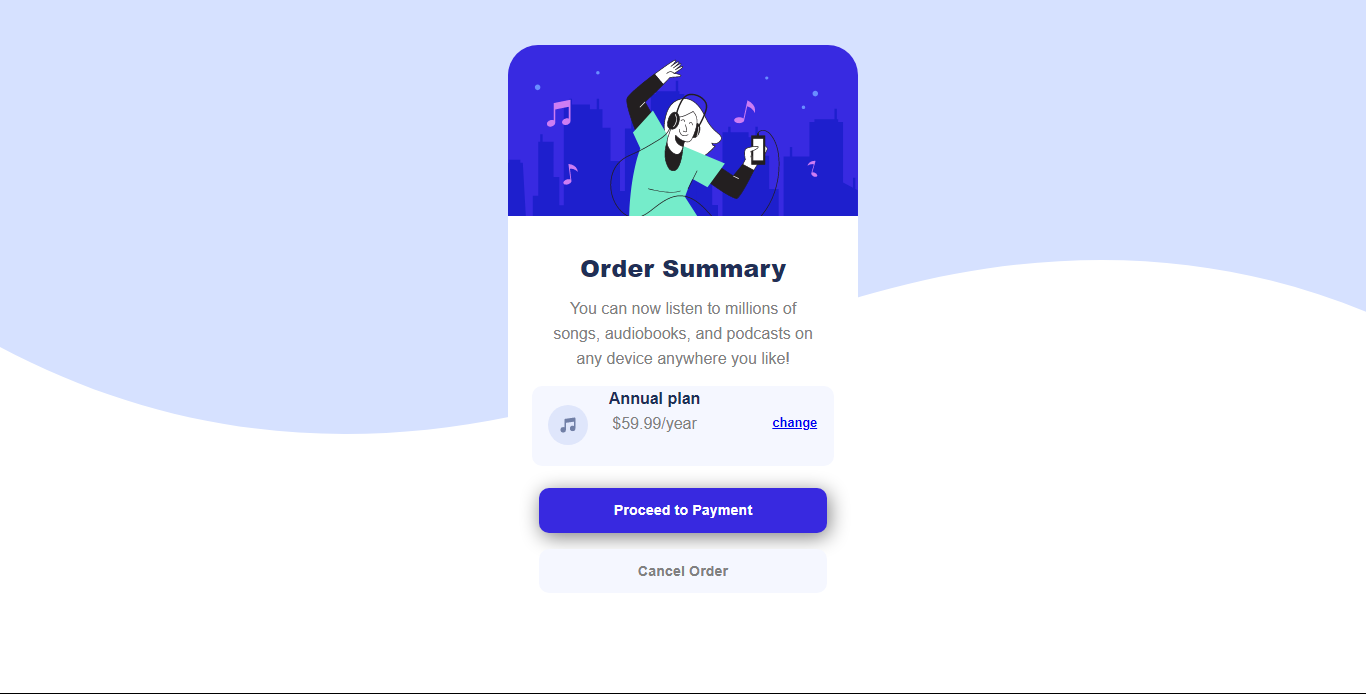 Order Summary
You can now listen to millions of
songs, audiobooks, and podcasts on
any device anywhere you like!
Annual plan
$59.99/year
change
Proceed to Payment
Cancel Order